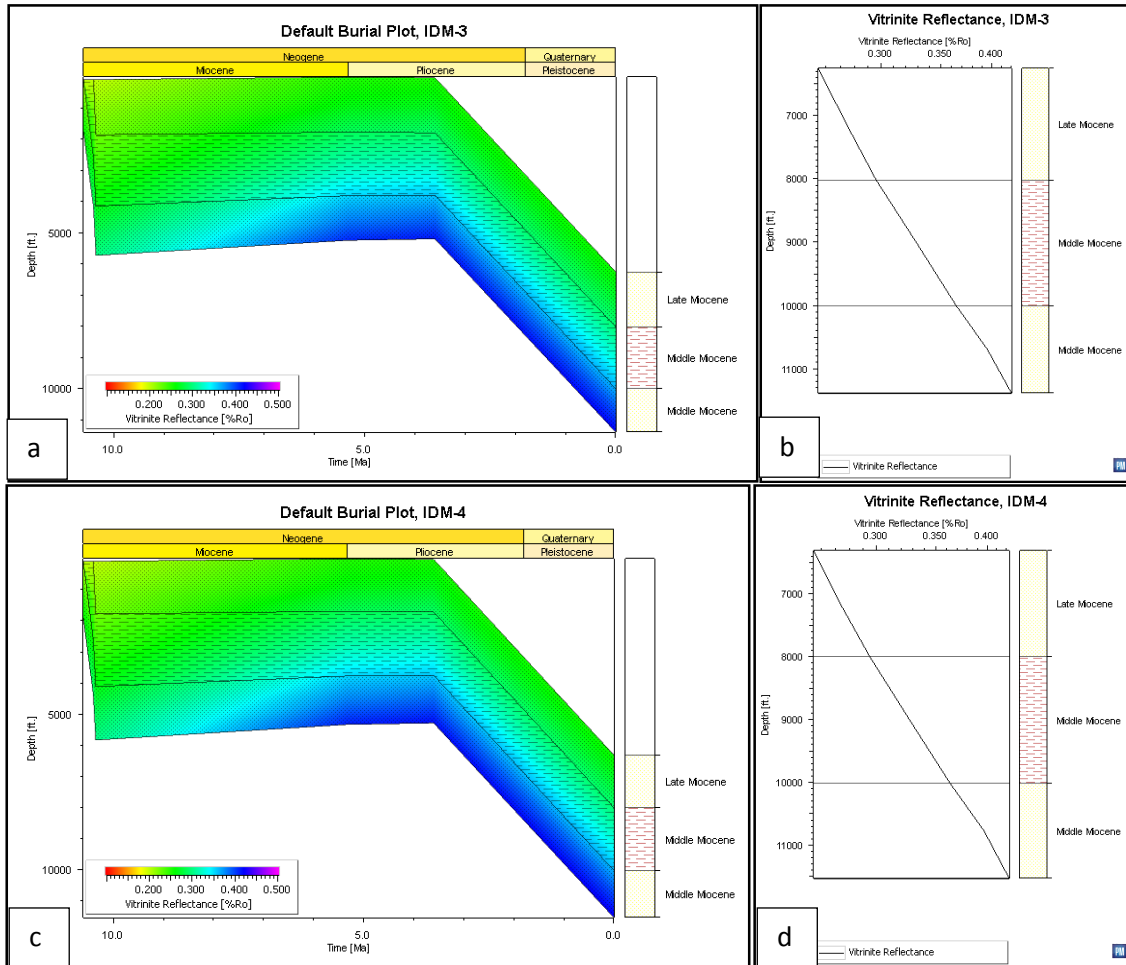 Default Burial Plot, IDM-3
Neogene Quaternary
Miocene Pliocene Pleistocene
Depth [ft.]
5000
10000
Late Miocene
Middle Miocene
Middle Miocene
0.200 0.300 0.400 0.500
Vitrinite Reflectance [%Ro]
10.0 5.0 0.0
Time [Ma]
a
Vitrinite Reflectance, IDM-3
Vitrinite Reflectance [%Ro]
0.300 0.350 0.400
Depth [ft.]
7000
8000
9000
10000
11000
Late Miocene
Middle Miocene
Middle Miocene
Vitrinite Reflectance
PM
b
Default Burial Plot, IDM-4
Neogene Quaternary
Miocene Pliocene Pleistocene
Depth [ft.]
5000
10000
Late Miocene
Middle Miocene
Middle Miocene
0.200 0.300 0.400 0.500
Vitrinite Reflectance [%Ro]
10.0 5.0 0.0
Time [Ma]
c
Vitrinite Reflectance, IDM-4
Vitrinite Reflectance [%Ro]
0.300 0.350 0.400
Depth [ft.]
7000
8000
9000
10000
11000
Late Miocene
Middle Miocene
Middle Miocene
Vitrinite Reflectance
PM
d